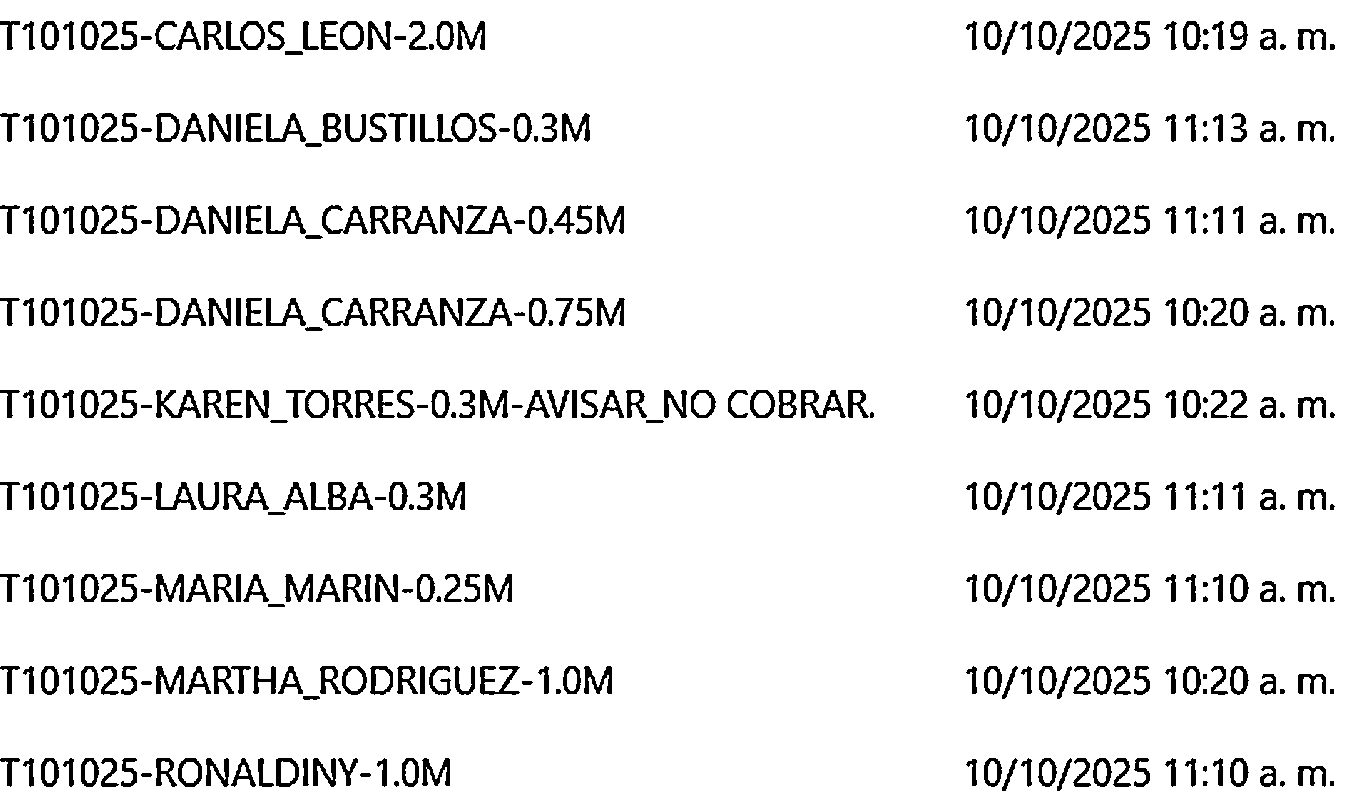 T101025-CARLOS_LEON-2.0M 10/10/2025 10:19 a. m.
T101025-DANIELA_BUSTILLOS-0.3M 10/10/2025 11:13 a. m.
T101025-DANIELA_CARRANZA-0.45M 10/10/2025 11:11 a. m.
T101025-DANIELA_CARRANZA-0.75M 10/10/2025 10:20 a. m.
T101025-KAREN_TORRES-0.3M-AVISAR_NO COBRAR. 10/10/2025 10:22 a. m.
T101025-LAURA_ALBA-0.3M 10/10/2025 11:11 a. m.
T101025-MARIA_MARIN-0.25M 10/10/2025 11:10 a. m.
T101025-MARTHA_RODRIGUEZ-1.0M 10/10/2025 10:20 a. m.
T101025-RONALDINY-1.0M 10/10/2025 11:10 a. m.